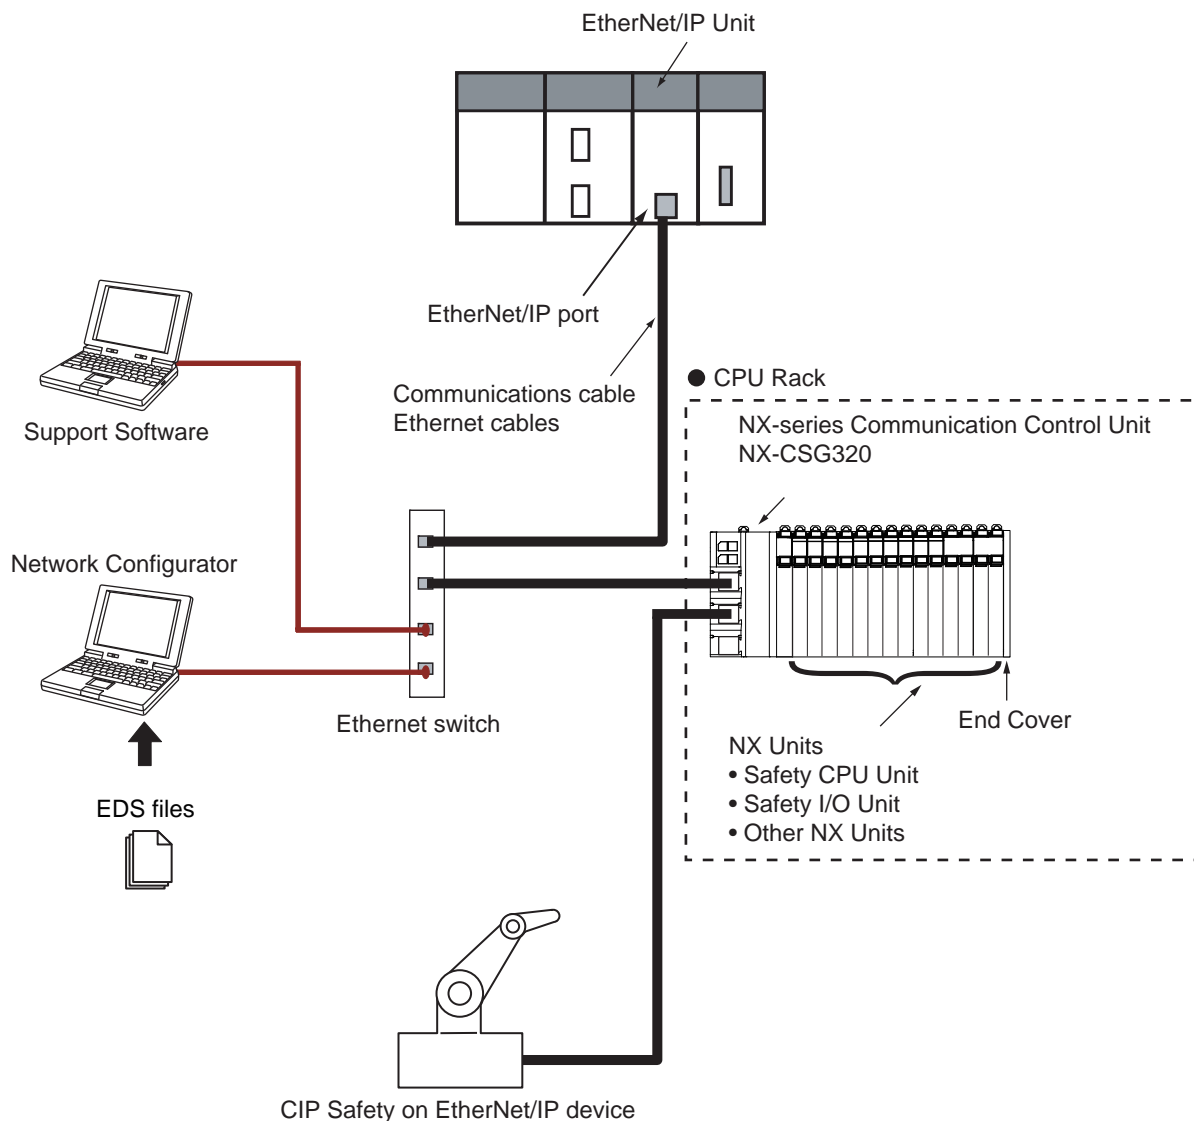 EtherNet/IP Unit
EtherNet/IP port
Communications cable
Ethernet cables
● CPU Rack
NX-series Communication Control Unit
NX-CSG320
Support Software
Network Configurator
Ethernet switch
End Cover
NX Units
• Safety CPU Unit
• Safety I/O Unit
• Other NX Units
EDS files
CIP Safety on EtherNet/IP device